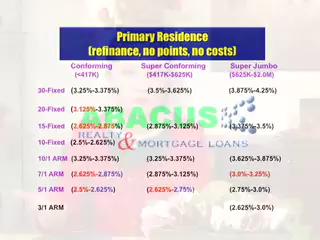 Primary Residence
(refinance, no points, no costs)
Conforming Super Conforming Super Jumbo
(<417K) ($417K-$625K) ($625K-$2.0M)
30-Fixed (3.25%-3.375%) (3.5%-3.625%) (3.875%-4.25%)
20-Fixed (3.125%-3.375%)
ABACUS
15-Fixed (2.625%-2.875%) (2.875%-3.125%) (3.375%-3.5%)
REALTY & MORTGAGE LOANS
10-Fixed (2.5%-2.625%)
10/1 ARM (3.25%-3.375%) (3.25%-3.375%) (3.625%-3.875%)
7/1 ARM (2.625%-2.875%) (2.875%-3.125%) (3.0%-3.25%)
5/1 ARM (2.5%-2.625%) (2.625%-2.75%) (2.75%-3.0%)
3/1 ARM (2.625%-3.0%)